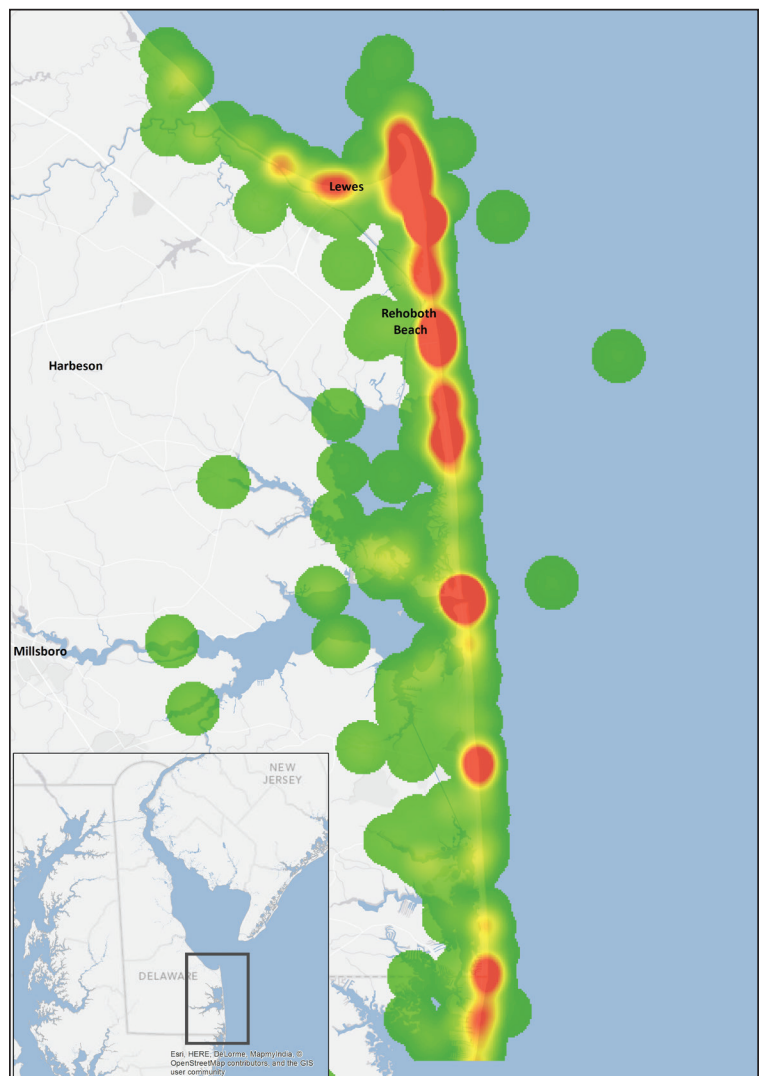 Lewes
Rehoboth
Beach
Harbeson
Millsboro
NEW
JERSEY
DELAWARE
Esri, HERE, DeLorme, MapmyIndia, ©
OpenStreetMap contributors, and the GIS
user community